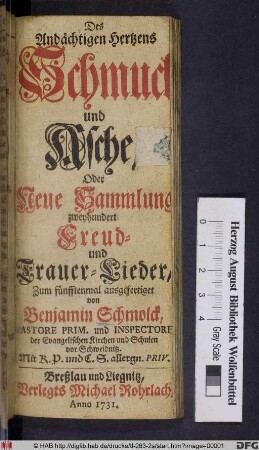 Des
Andächtigen Hertzens
Schmuck
und
Asche,
Oder
Neue Sammlung
zweyhundert
Freud-
und
Trauer-Lieder,
Zum fünfftenmal ausgefertiget
von
Benjamin Schmolck,
PASTORE PRIM. und INSPECTORE
der Evangelischen Kirchen und Schulen
vor Schweidnitz.
Mit K. P. und C. S. allergn. PRIV.
Breßlau und Liegnitz,
Verlegts Michael Rohrlach,
Anno 1731.
Herzog August Bibliothek Wolfenbüttel
Gray Scale
0
1
2
3
4
© HAB http://diglib.hab.de/drucke/tl-263-2s/start.htm?image=00001